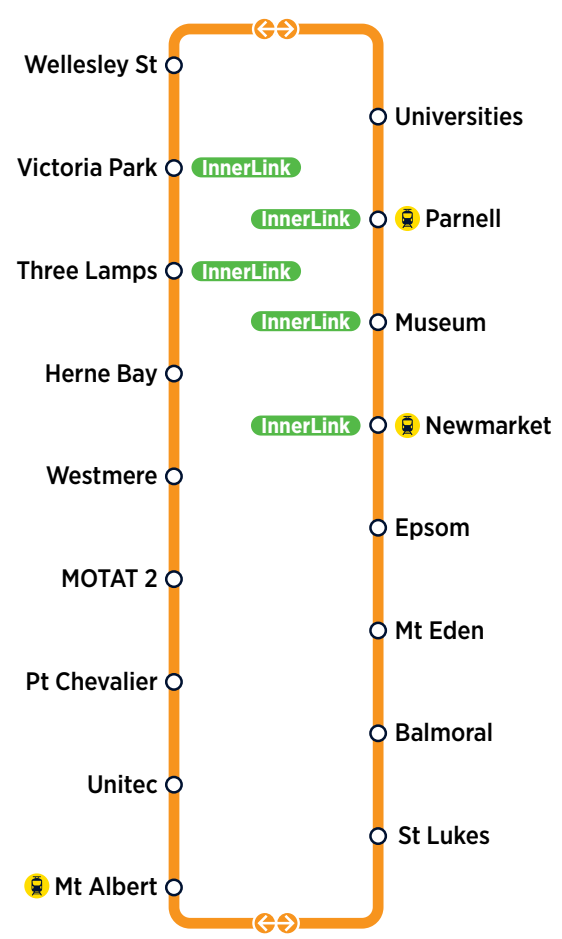 Wellesley St
Universities
Victoria Park InnerLink
InnerLink Parnell
Three Lamps InnerLink
InnerLink Museum
Herne Bay
InnerLink Newmarket
Westmere
Epsom
MOTAT 2
Mt Eden
Pt Chevalier
Balmoral
Unitec
St Lukes
Mt Albert